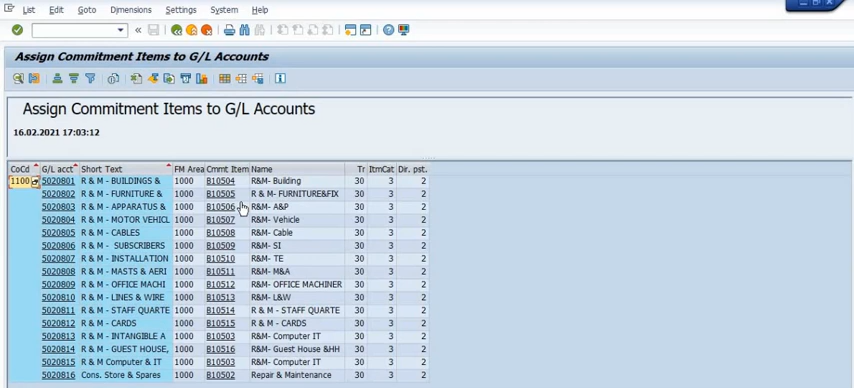 List Edit Goto Dimensions Settings System Help
Assign Commitment Items to G/L Accounts
Assign Commitment Items to G/L Accounts
16.02.2021 17:03:12
CoCd G/L acct Short Text FM Area Cmmt Item Name Tr ItmCat Dir. pst.
1100 5020801 R & M - BUILDINGS & 1000 B10504 R&M- Building 30 3 2
5020802 R & M - FURNITURE & 1000 B10505 R & M- FURNITURE&FIX 30 3 2
5020803 R & M - APPARATUS & 1000 B10506 R&M- A&P 30 3 2
5020804 R & M - MOTOR VEHICL 1000 B10507 R&M- Vehicle 30 3 2
5020805 R & M - CABLES 1000 B10508 R&M- Cable 30 3 2
5020806 R & M - SUBSCRIBERS 1000 B10509 R&M- SI 30 3 2
5020807 R & M - INSTALLATION 1000 B10510 R&M- TE 30 3 2
5020808 R & M - MASTS & AERI 1000 B10511 R&M- M&A 30 3 2
5020809 R & M - OFFICE MACHI 1000 B10512 R&M- OFFICE MACHINER 30 3 2
5020810 R & M - LINES & WIRE 1000 B10513 R&M- L&W 30 3 2
5020811 R & M - STAFF QUARTE 1000 B10514 R & M - STAFF QUARTE 30 3 2
5020812 R & M - CARDS 1000 B10515 R & M - CARDS 30 3 2
5020813 R & M - INTANGIBLE A 1000 B10503 R&M- Computer IT 30 3 2
5020814 R & M - GUEST HOUSE, 1000 B10516 R&M- Guest House &HH 30 3 2
5020815 R & M Computer & IT 1000 B10503 R&M- Computer IT 30 3 2
5020816 Cons. Store & Spares 1000 B10502 Repair & Maintenance 30 3 2